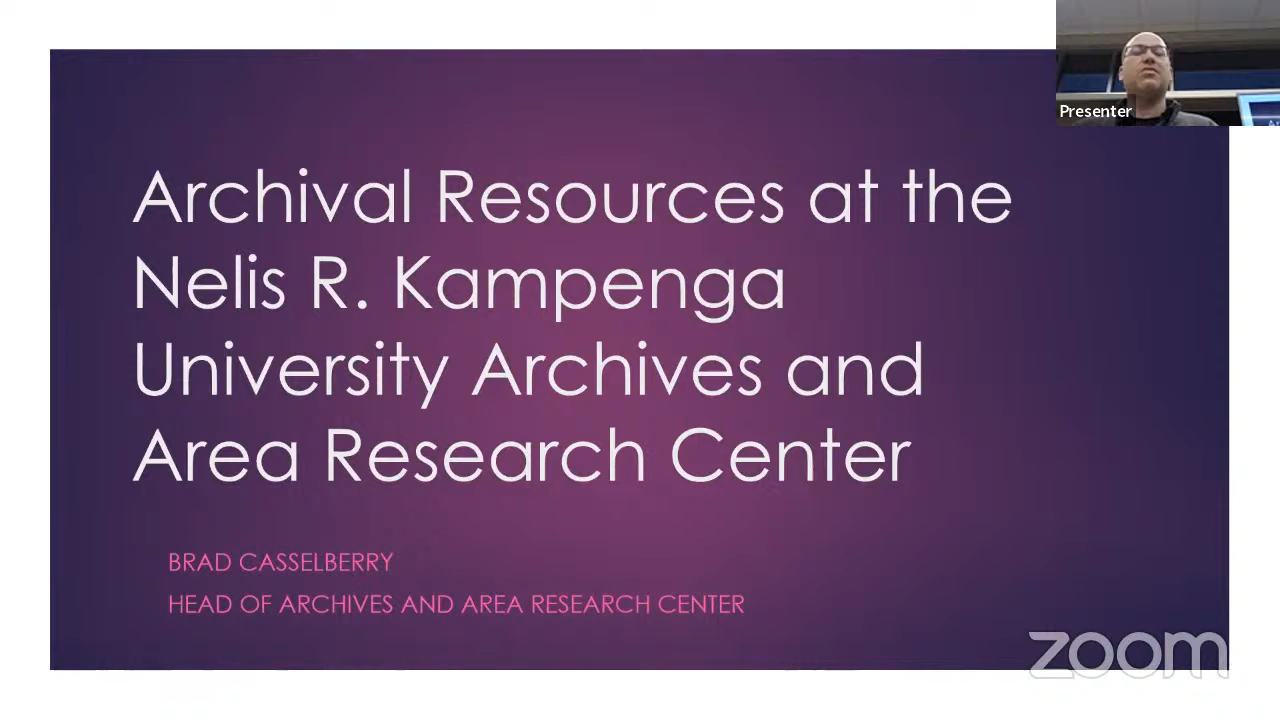 Presenter
Archival Resources at the
Nelis R. Kampenga
University Archives and
Area Research Center
BRAD CASSELBERRY
HEAD OF ARCHIVES AND AREA RESEARCH CENTER
zoom